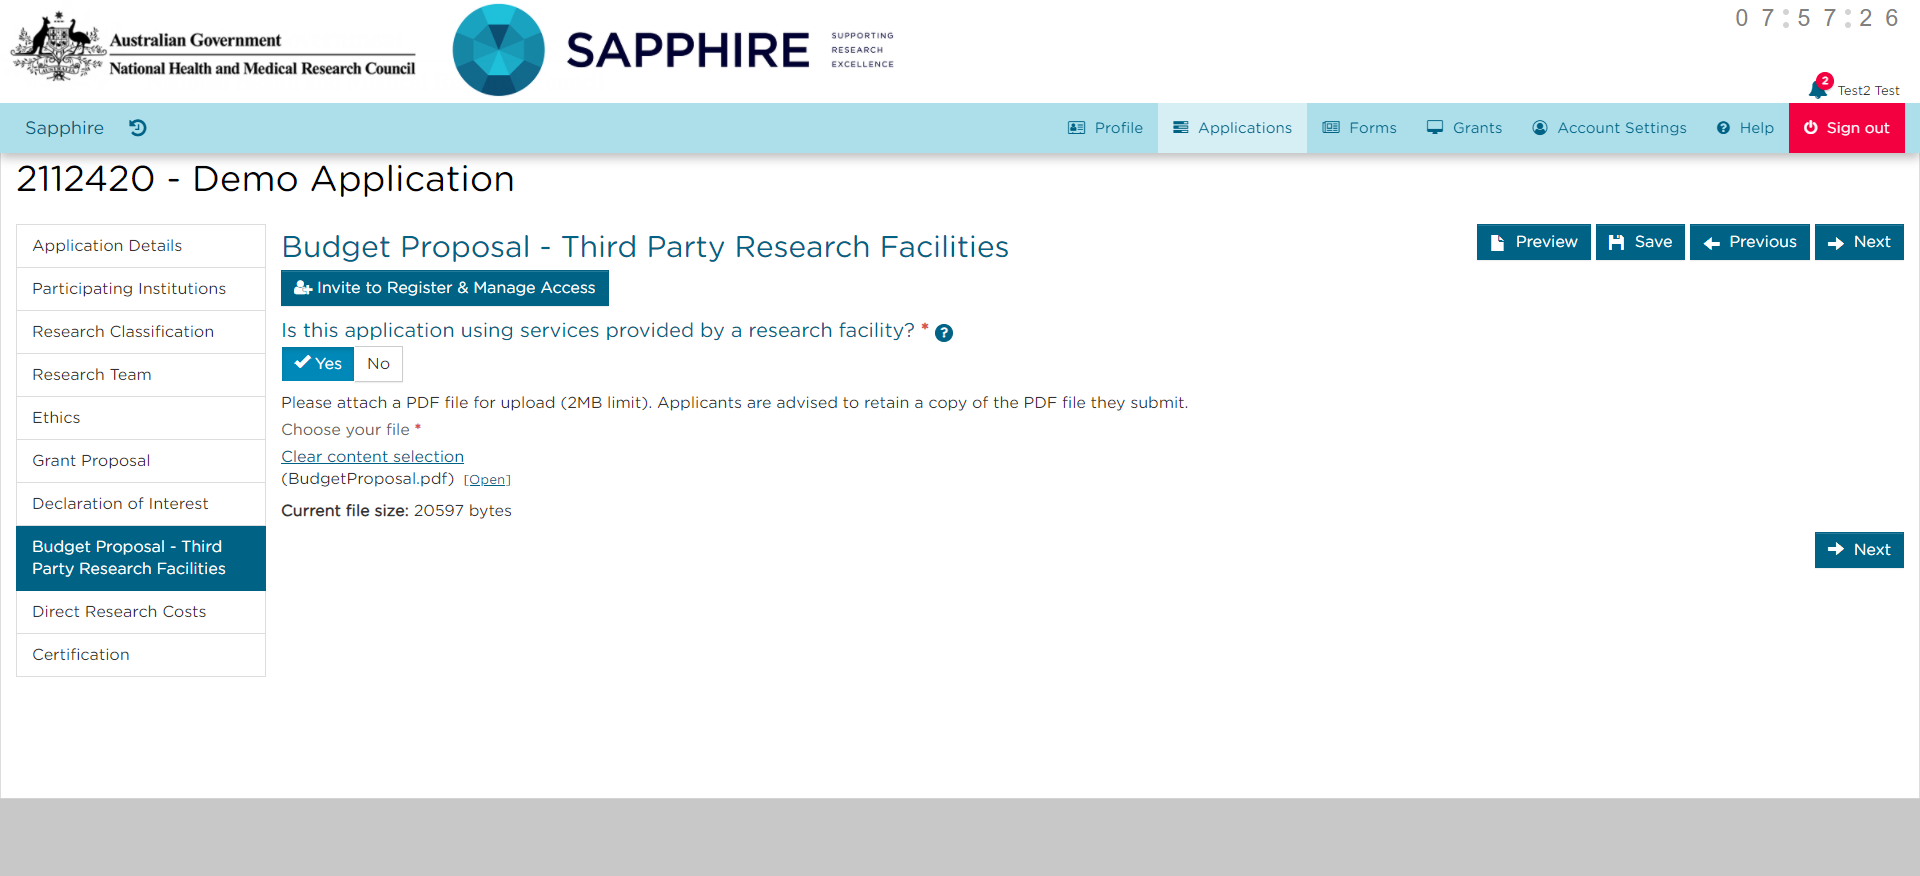 Australian Government
National Health and Medical Research Council
SAPPHIRE
SUPPORTING
RESEARCH
EXCELLENCE
07:57:26
2
Test2 Test
Sapphire
Profile
Applications
Forms
Grants
Account Settings
Help
Sign out
2112420 - Demo Application
Application Details
Participating Institutions
Research Classification
Research Team
Ethics
Grant Proposal
Declaration of Interest
Budget Proposal - Third
Party Research Facilities
Direct Research Costs
Certification
Budget Proposal - Third Party Research Facilities
Preview
Save
Previous
Next
Invite to Register & Manage Access
Is this application using services provided by a research facility? * ?
Yes
No
Please attach a PDF file for upload (2MB limit). Applicants are advised to retain a copy of the PDF file they submit.
Choose your file *
Clear content selection
(BudgetProposal.pdf) [Open]
Current file size: 20597 bytes
Next